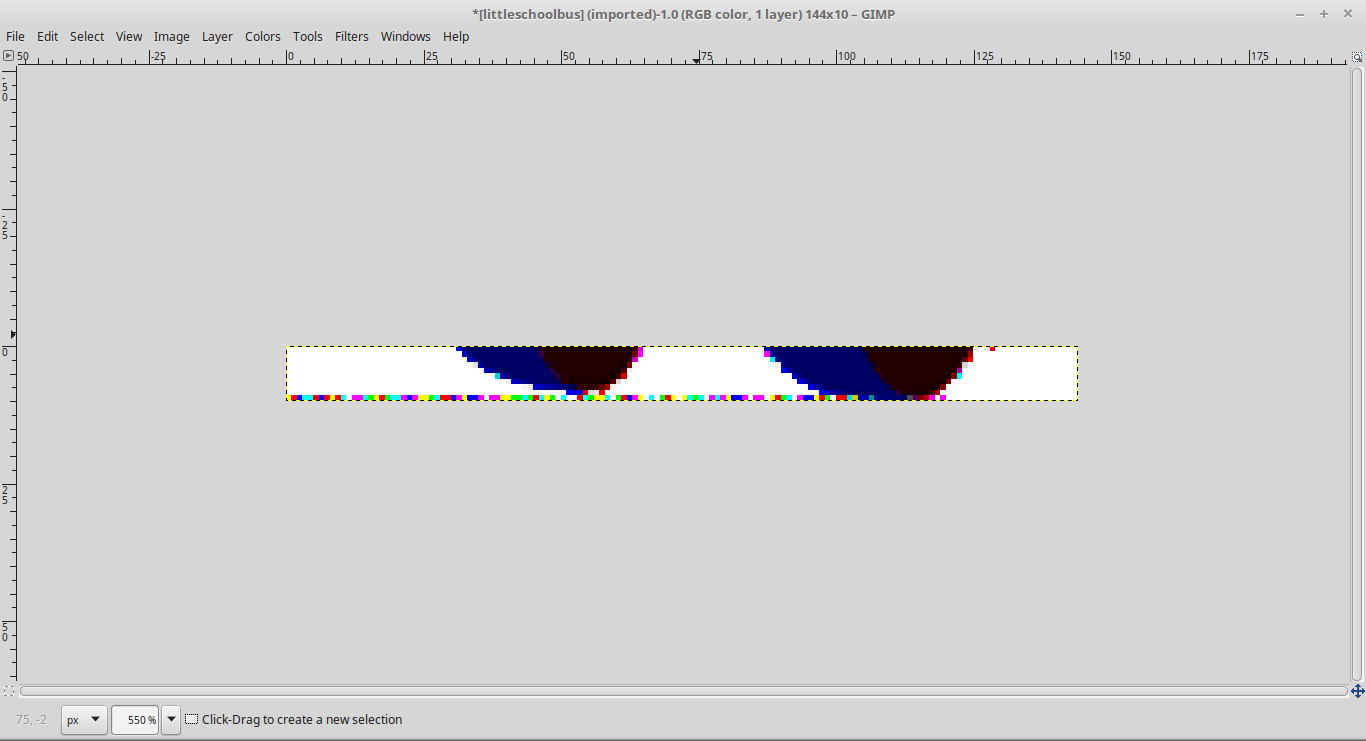 *[littleschoolbus] (imported)-1.0 (RGB color, 1 layer) 144x10 – GIMP
File Edit Select View Image Layer Colors Tools Filters Windows Help
50 -25 0 25 50 75 100 125 150 175
-50
-25
0
25
50
75, -2 px 550 % Click-Drag to create a new selection